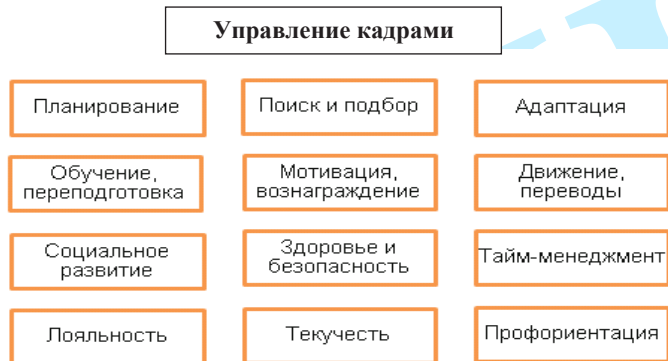 Управление кадрами
Планирование
Поиск и подбор
Адаптация
Обучение,
переподготовка
Мотивация,
вознаграждение
Движение,
переводы
Социальное
развитие
Здоровье и
безопасность
Тайм-менеджмент
Лояльность
Текучесть
Профориентация